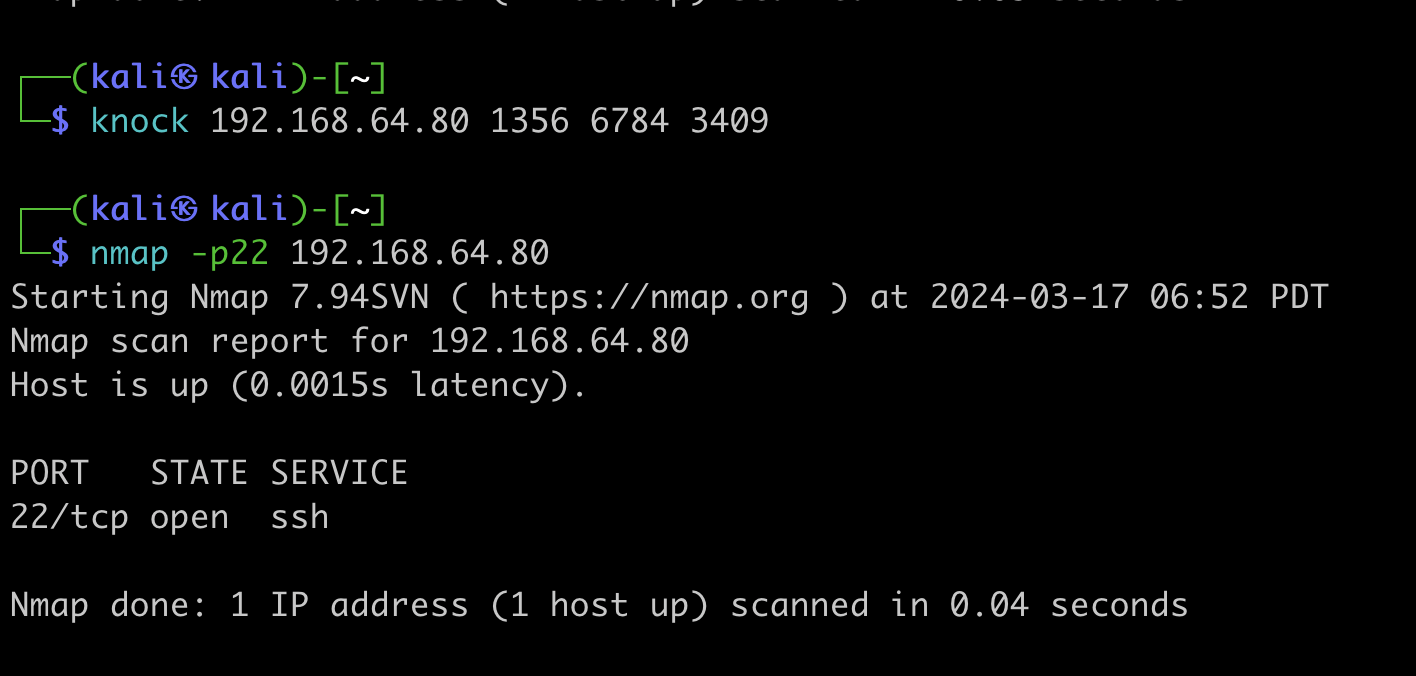 ┌──(kali㉿kali)-[~]
└─$ knock 192.168.64.80 1356 6784 3409
┌──(kali㉿kali)-[~]
└─$ nmap -p22 192.168.64.80
Starting Nmap 7.94SVN ( https://nmap.org ) at 2024-03-17 06:52 PDT
Nmap scan report for 192.168.64.80
Host is up (0.0015s latency).
PORT   STATE SERVICE
22/tcp open  ssh
Nmap done: 1 IP address (1 host up) scanned in 0.04 seconds